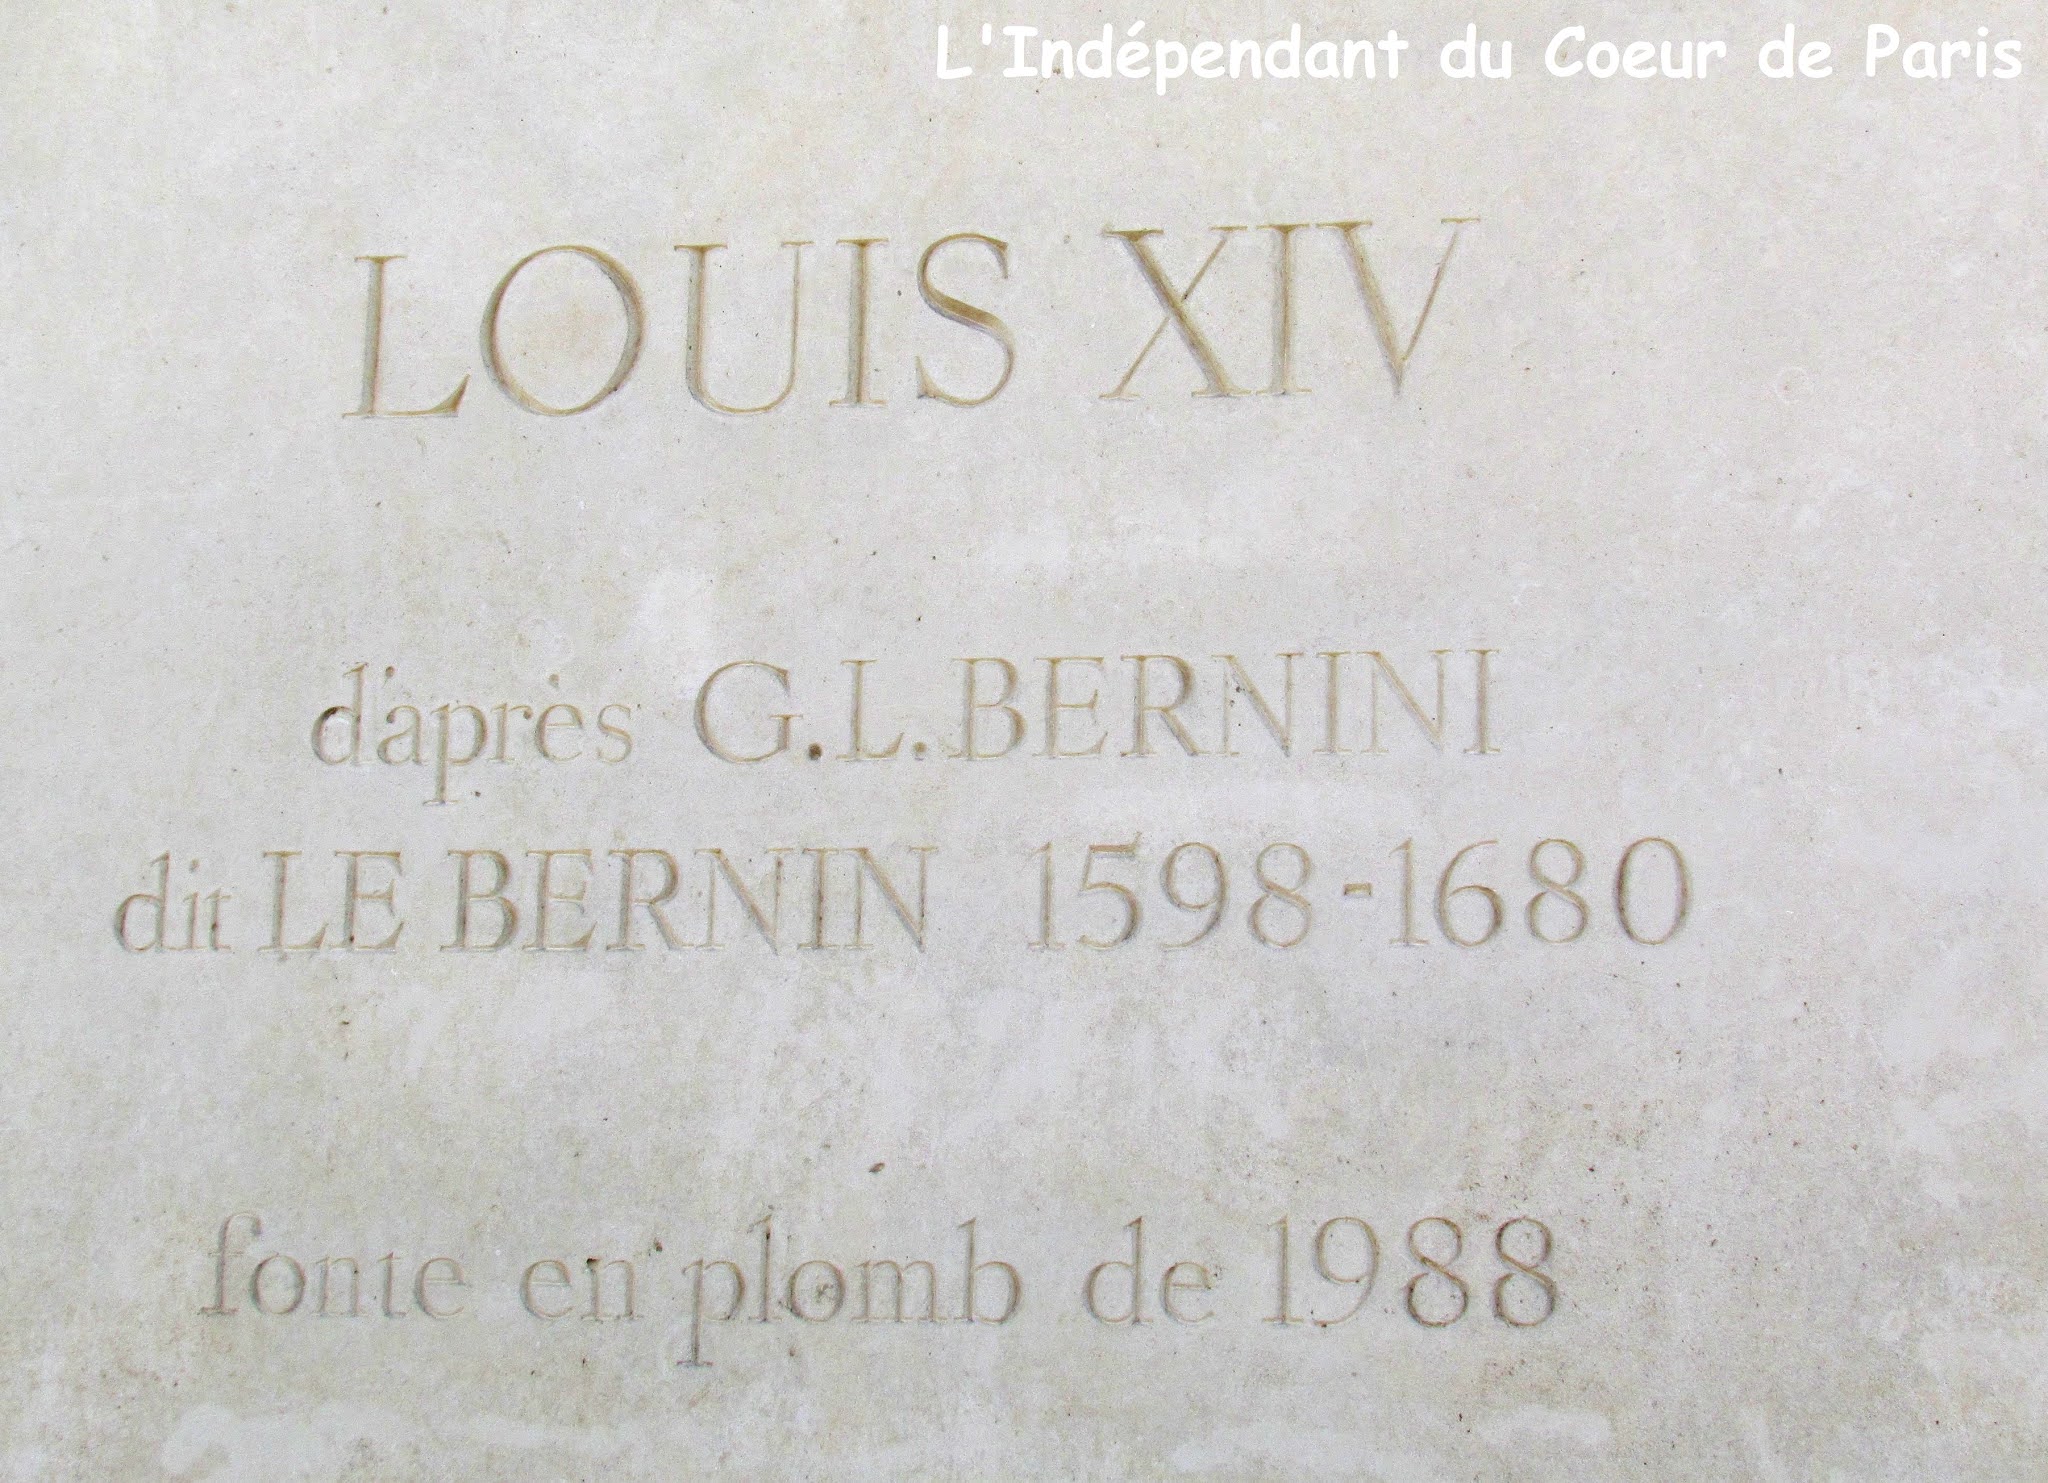 L'Indépendant du Coeur de Paris
LOUIS XIV
d'après G.L.BERNINI
dit LE BERNIN 1598-1680
fonte en plomb de 1988